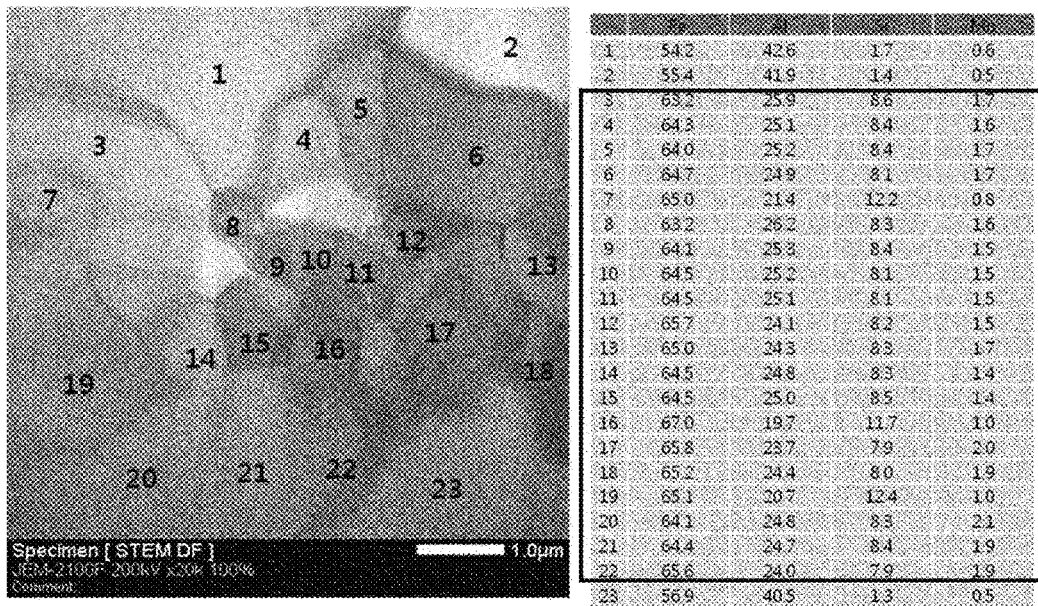 1
2
3
4
5
6
7
8
9
10
11
12
13
14
15
16
17
18
19
20
21
22
23
Specimen [ STEM DF ]
1.0µm
JEM-2100F 200kV x20k 100%
Comment
Fe Al
1 54.2 42.6 1.7 0.6
2 55.4 41.9 1.4 0.5
3 63.2 25.9 8.6 1.7
4 64.3 25.1 8.4 1.6
5 64.0 25.2 8.4 1.7
6 64.7 24.9 8.1 1.7
7 65.0 21.4 12.2 0.8
8 63.2 26.2 8.3 1.6
9 64.1 25.3 8.4 1.5
10 64.5 25.2 8.1 1.5
11 64.5 25.1 8.1 1.5
12 65.7 24.1 8.2 1.5
13 65.0 24.3 8.3 1.7
14 64.5 24.8 8.3 1.4
15 64.5 25.0 8.5 1.4
16 67.0 19.7 11.7 1.0
17 65.8 23.7 7.9 2.0
18 65.2 24.4 8.0 1.9
19 65.1 20.7 12.4 1.0
20 64.1 24.8 8.3 2.1
21 64.4 24.7 8.4 1.9
22 65.6 24.0 7.9 1.9
23 56.9 40.5 1.3 0.5